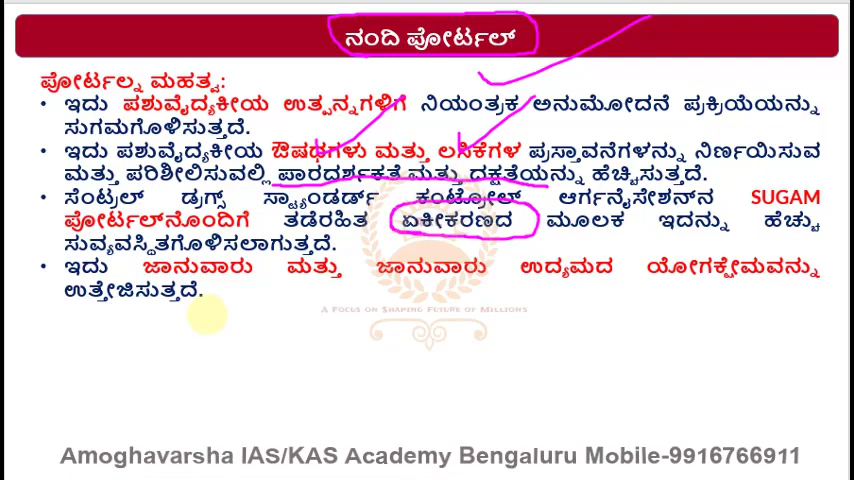 ನಂದಿ ಪೋರ್ಟಲ್
ಪೋರ್ಟಲ್ನ ಮಹತ್ವ:
• ಇದು ಪಶುವೈದ್ಯಕೀಯ ಉತ್ಪನ್ನಗಳಿಗೆ ನಿಯಂತ್ರಕ ಅನುಮೋದನೆ ಪ್ರಕ್ರಿಯೆಯನ್ನು
ಸುಗಮಗೊಳಿಸುತ್ತದೆ.
• ಇದು ಪಶುವೈದ್ಯಕೀಯ ಔಷಧಗಳು ಮತ್ತು ಲಸಿಕೆಗಳ ಪ್ರಸ್ತಾವನೆಗಳನ್ನು ನಿರ್ಣಯಿಸುವ
ಮತ್ತು ಪರಿಶೀಲಿಸುವಲ್ಲಿ ಪಾರದರ್ಶಕತೆ ಮತ್ತು ದಕ್ಷತೆಯನ್ನು ಹೆಚ್ಚಿಸುತ್ತದೆ.
• ಸೆಂಟ್ರಲ್ ಡ್ರಗ್ಸ್ ಸ್ಟ್ಯಾಂಡರ್ಡ್ ಕಂಟ್ರೋಲ್ ಆರ್ಗನೈಸೇಶನ್‌ನ SUGAM
ಪೋರ್ಟಲ್‌ನೊಂದಿಗೆ ತಡೆರಹಿತ ಏಕೀಕರಣದ ಮೂಲಕ ಇದನ್ನು ಹೆಚ್ಚು
ಸುವ್ಯವಸ್ಥಿತಗೊಳಿಸಲಾಗುತ್ತದೆ.
• ಇದು ಜಾನುವಾರು ಮತ್ತು ಜಾನುವಾರು ಉದ್ಯಮದ ಯೋಗಕ್ಷೇಮವನ್ನು
ಉತ್ತೇಜಿಸುತ್ತದೆ.
A Focus on Shaping Future of Millions
Amoghavarsha IAS/KAS Academy Bengaluru Mobile-9916766911